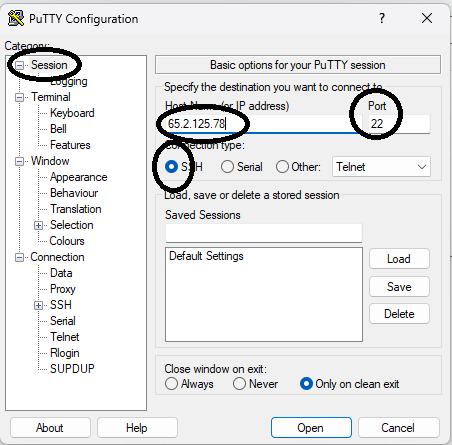 PuTTY Configuration
?
Category:
Session
Logging
Terminal
Keyboard
Bell
Features
Window
Appearance
Behaviour
Translation
Selection
Colours
Connection
Data
Proxy
SSH
Serial
Telnet
Rlogin
SUPDUP
Basic options for your PuTTY session
Specify the destination you want to connect to
Host Name (or IP address) Port
65.2.125.78 22
Connection type:
SSH Serial Other: Telnet
Load, save or delete a stored session
Saved Sessions
Default Settings
Load
Save
Delete
Close window on exit:
Always Never Only on clean exit
About Help Open Cancel